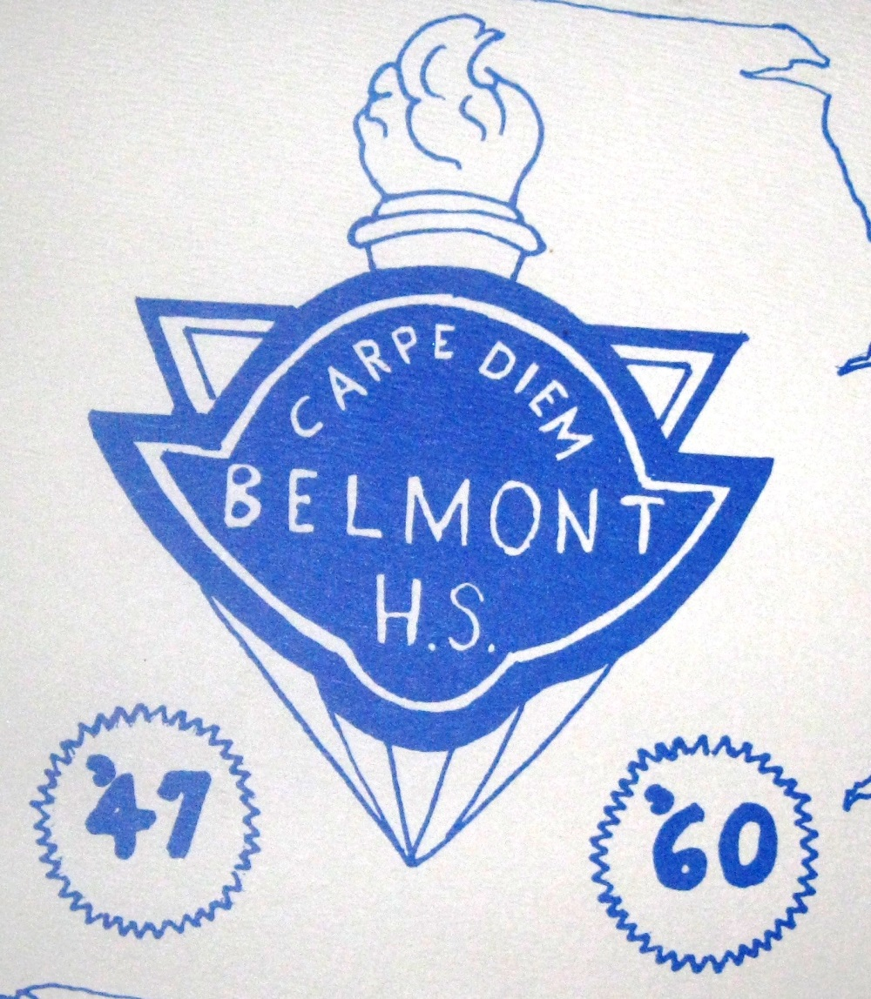 CARPE DIEM
BELMONT
H.S.
'47
'60